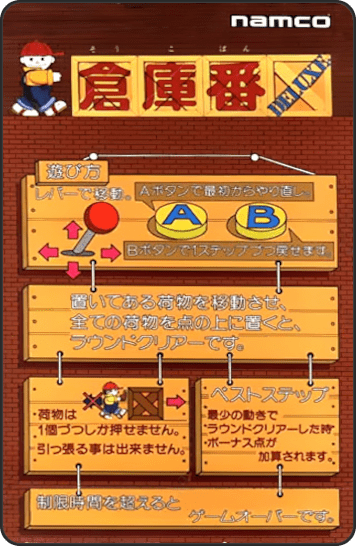 namco
そうこばん
倉庫番
DELUXE
遊び方
レバーで移動。
Aボタンで最初からやり直し。
A
B
Bボタンで1ステップづつ戻せます。
置いてある荷物を移動させ、
全ての荷物を点の上に置くと、
ラウンドクリアーです。
荷物は
1個づつしか押せません。
引っ張る事は出来ません。
ベストステップ
最少の動きで
ラウンドクリアーした時
ボーナス点が
加算されます。
制限時間を超えると
ゲームオーバーです。